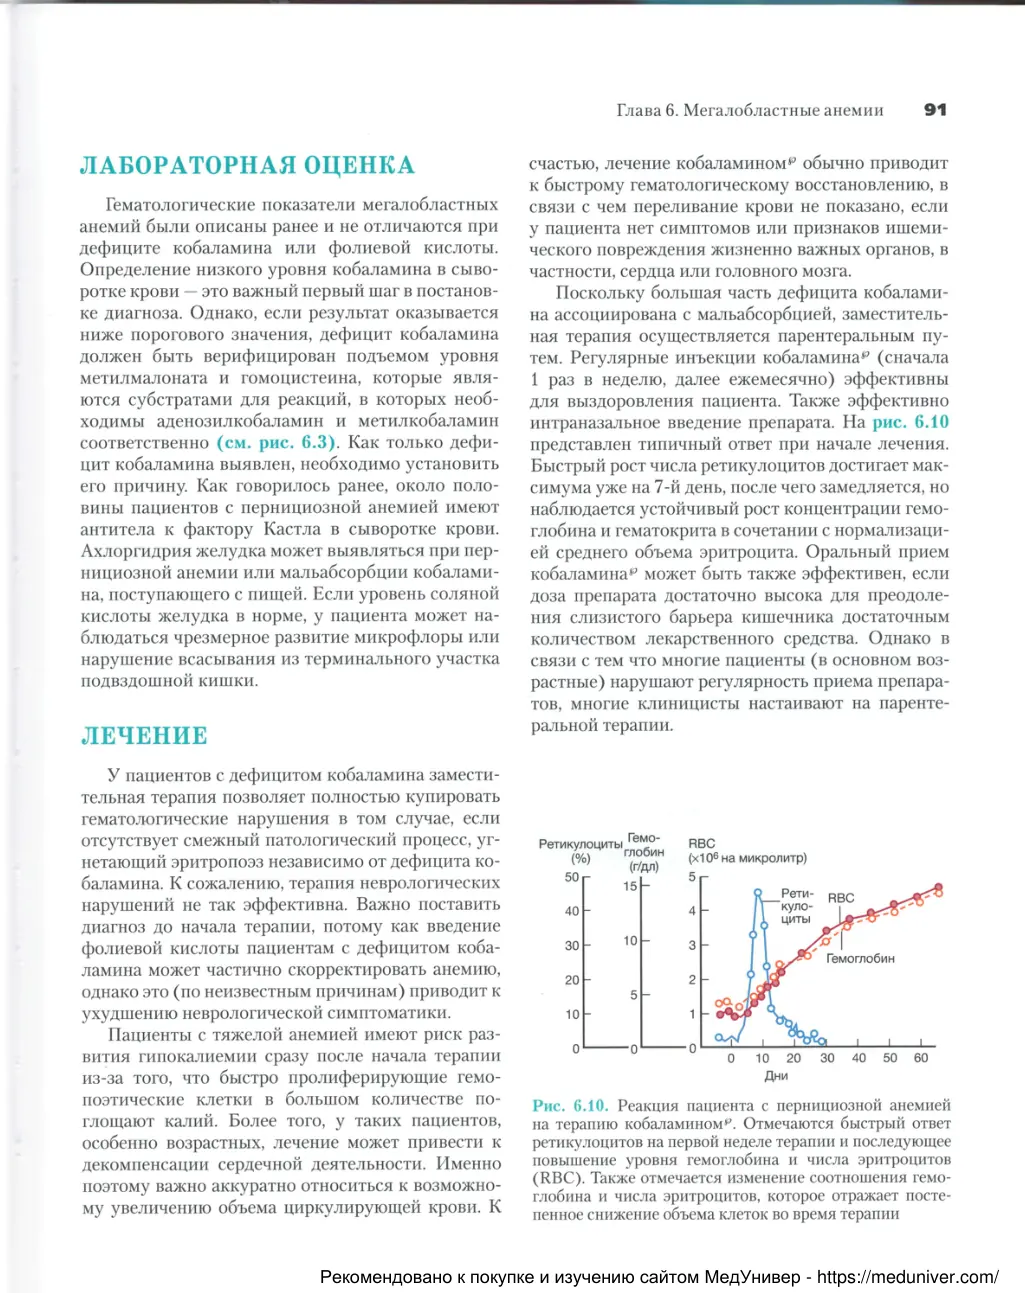 Глава 6. Мегалобластные анемии 91
ЛАБОРАТОРНАЯ ОЦЕНКА
Гематологические показатели мегалобластных
анемий были описаны ранее и не отличаются при
дефиците кобаламина или фолиевой кислоты.
Определение низкого уровня кобаламина в сыво-
ротке крови — это важный первый шаг в постанов-
ке диагноза. Однако, если результат оказывается
ниже порогового значения, дефицит кобаламина
должен быть верифицирован подъемом уровня
метилмалоната и гомоцистеина, которые явля-
ются субстратами для реакций, в которых необ-
ходимы аденозилкобаламин и метилкобаламин
соответственно (см. рис. 6.3). Как только дефи-
цит кобаламина выявлен, необходимо установить
его причину. Как говорилось ранее, около поло-
вины пациентов с пернициозной анемией имеют
антитела к фактору Кастла в сыворотке крови.
Ахлоргидрия желудка может выявляться при пер-
нициозной анемии или мальабсорбции кобалами-
на, поступающего с пищей. Если уровень соляной
кислоты желудка в норме, у пациента может на-
блюдаться чрезмерное развитие микрофлоры или
нарушение всасывания из терминального участка
подвздошной кишки.
ЛЕЧЕНИЕ
У пациентов с дефицитом кобаламина замести-
тельная терапия позволяет полностью купировать
гематологические нарушения в том случае, если
отсутствует смежный патологический процесс, уг-
нетающий эритропоэз независимо от дефицита ко-
баламина. К сожалению, терапия неврологических
нарушений не так эффективна. Важно поставить
диагноз до начала терапии, потому как введение
фолиевой кислоты пациентам с дефицитом коба-
ламина может частично скорректировать анемию,
однако это (по неизвестным причинам) приводит к
ухудшению неврологической симптоматики.
Пациенты с тяжелой анемией имеют риск раз-
вития гипокалиемии сразу после начала терапии
из-за того, что быстро пролиферирующие гемо-
поэтические клетки в большом количестве по-
глощают калий. Более того, у таких пациентов,
особенно возрастных, лечение может привести к
декомпенсации сердечной деятельности. Именно
поэтому важно аккуратно относиться к возможно-
му увеличению объема циркулирующей крови. К
счастью, лечение кобаламином℘ обычно приводит
к быстрому гематологическому восстановлению, в
связи с чем переливание крови не показано, если
у пациента нет симптомов или признаков ишеми-
ческого повреждения жизненно важных органов, в
частности, сердца или головного мозга.
Поскольку большая часть дефицита кобалами-
на ассоциирована с мальабсорбцией, заместитель-
ная терапия осуществляется парентеральным пу-
тем. Регулярные инъекции кобаламина℘ (сначала
1 раз в неделю, далее ежемесячно) эффективны
для выздоровления пациента. Также эффективно
интраназальное введение препарата. На рис. 6.10
представлен типичный ответ при начале лечения.
Быстрый рост числа ретикулоцитов достигает мак-
симума уже на 7-й день, после чего замедляется, но
наблюдается устойчивый рост концентрации гемо-
глобина и гематокрита в сочетании с нормализаци-
ей среднего объема эритроцита. Оральный прием
кобаламина℘ может быть также эффективен, если
доза препарата достаточно высока для преодоле-
ния слизистого барьера кишечника достаточным
количеством лекарственного средства. Однако в
связи с тем что многие пациенты (в основном воз-
растные) нарушают регулярность приема препара-
тов, многие клиницисты настаивают на паренте-
ральной терапии.
Ретикулоциты
(%)
50
40
30
20
10
0
Гемо-
глобин
(г/дл)
15
10
5
0
RBC
(x10⁶ на микролитр)
5
4
3
2
1
0
Рети-
куло-
циты
RBC
Гемоглобин
0 10 20 30 40 50 60
Дни
Рис. 6.10. Реакция пациента с пернициозной анемией
на терапию кобаламином℘. Отмечаются быстрый ответ
ретикулоцитов на первой неделе терапии и последующее
повышение уровня гемоглобина и числа эритроцитов
(RBC). Также отмечается изменение соотношения гемо-
глобина и числа эритроцитов, которое отражает посте-
пенное снижение объема клеток во время терапии
Рекомендовано к покупке и изучению сайтом МедУнивер - https://meduniver.com/